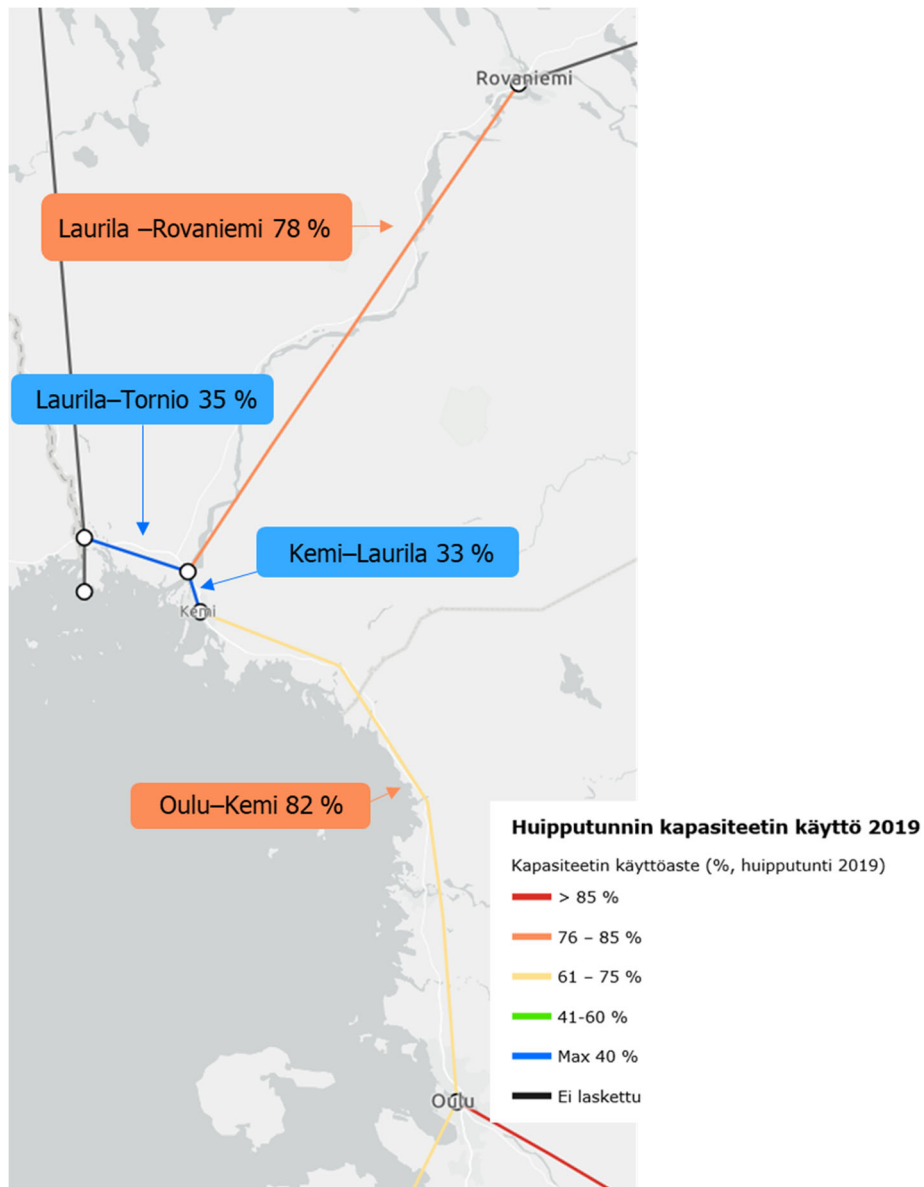 Rovaniemi
Laurila –Rovaniemi 78 %
Laurila–Tornio 35 %
Kemi–Laurila 33 %
Kemi
Oulu–Kemi 82 %
Huipputunnin kapasiteetin käyttö 2019
Kapasiteetin käyttöaste (%, huipputunti 2019)
> 85 %
76 – 85 %
61 – 75 %
41-60 %
Max 40 %
Ei laskettu
Oulu